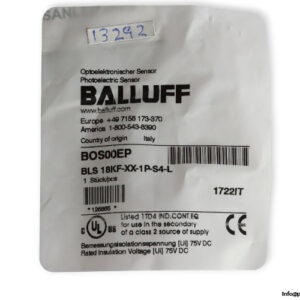 13292
Optoelektronischer Sensor
Photoelectric Sensor
BALLUFF
www.balluff.com
Europe +49 7158 173-370
America 1-800-543-8390
Country of origin Italy
BOS00EP
BLS 18KF-XX-1P-S4-L
1 Stück/pcs
1722IT
Listed 1TD4 IND.CONT.EQ
for use in the secondary
of a class 2 source of supply
Bemessungsisolationsspannung [Ui] 75V DC
Rated Insulation Voltage [Ui] 75V DC